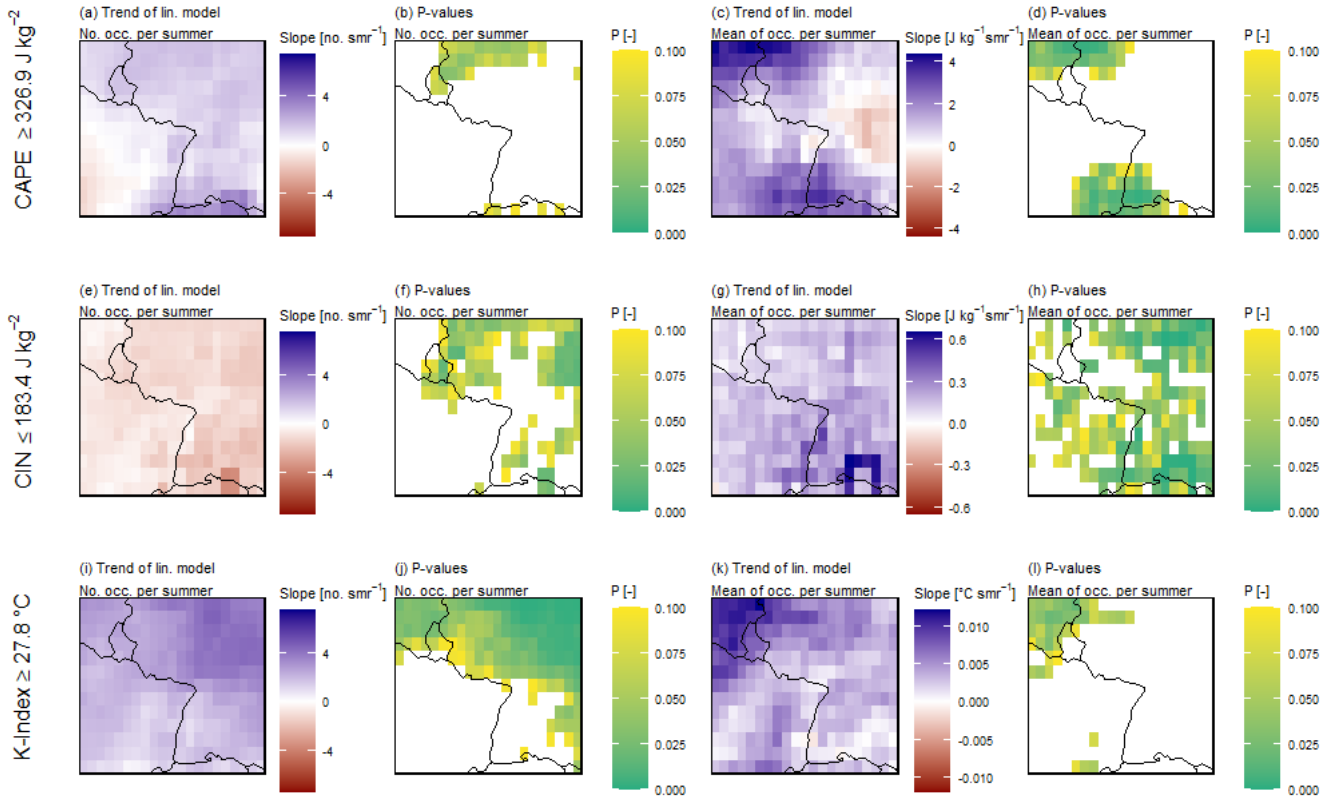 CAPE ≥ 326.9 J kg⁻²
(a) Trend of lin. model
No. occ. per summer
Slope [no. smr⁻¹]
4
0
-4
(b) P-values
No. occ. per summer
P [-]
0.100
0.075
0.050
0.025
0.000
(c) Trend of lin. model
Mean of occ. per summer
Slope [J kg⁻¹smr⁻¹]
4
2
0
-2
-4
(d) P-values
Mean of occ. per summer
P [-]
0.100
0.075
0.050
0.025
0.000
CIN ≤ 183.4 J kg⁻²
(e) Trend of lin. model
No. occ. per summer
Slope [no. smr⁻¹]
4
0
-4
(f) P-values
No. occ. per summer
P [-]
0.100
0.075
0.050
0.025
0.000
(g) Trend of lin. model
Mean of occ. per summer
Slope [J kg⁻¹smr⁻¹]
0.6
0.3
0.0
-0.3
-0.6
(h) P-values
Mean of occ. per summer
P [-]
0.100
0.075
0.050
0.025
0.000
K-Index ≥ 27.8 °C
(i) Trend of lin. model
No. occ. per summer
Slope [no. smr⁻¹]
4
0
-4
(j) P-values
No. occ. per summer
P [-]
0.100
0.075
0.050
0.025
0.000
(k) Trend of lin. model
Mean of occ. per summer
Slope [°C smr⁻¹]
0.010
0.005
0.000
-0.005
-0.010
(l) P-values
Mean of occ. per summer
P [-]
0.100
0.075
0.050
0.025
0.000